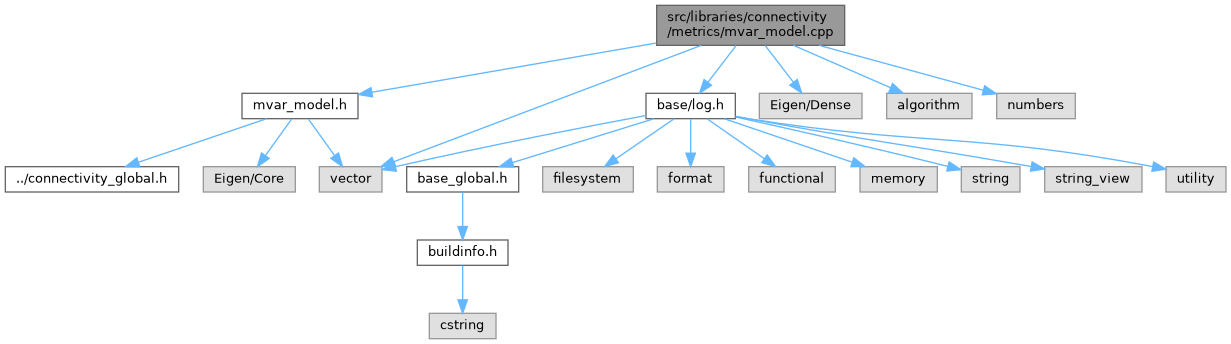 src/libraries/connectivity
/metrics/mvar_model.cpp
mvar_model.h
base/log.h
Eigen/Dense
algorithm
numbers
../connectivity_global.h
Eigen/Core
vector
base_global.h
filesystem
format
functional
memory
string
string_view
utility
buildinfo.h
cstring